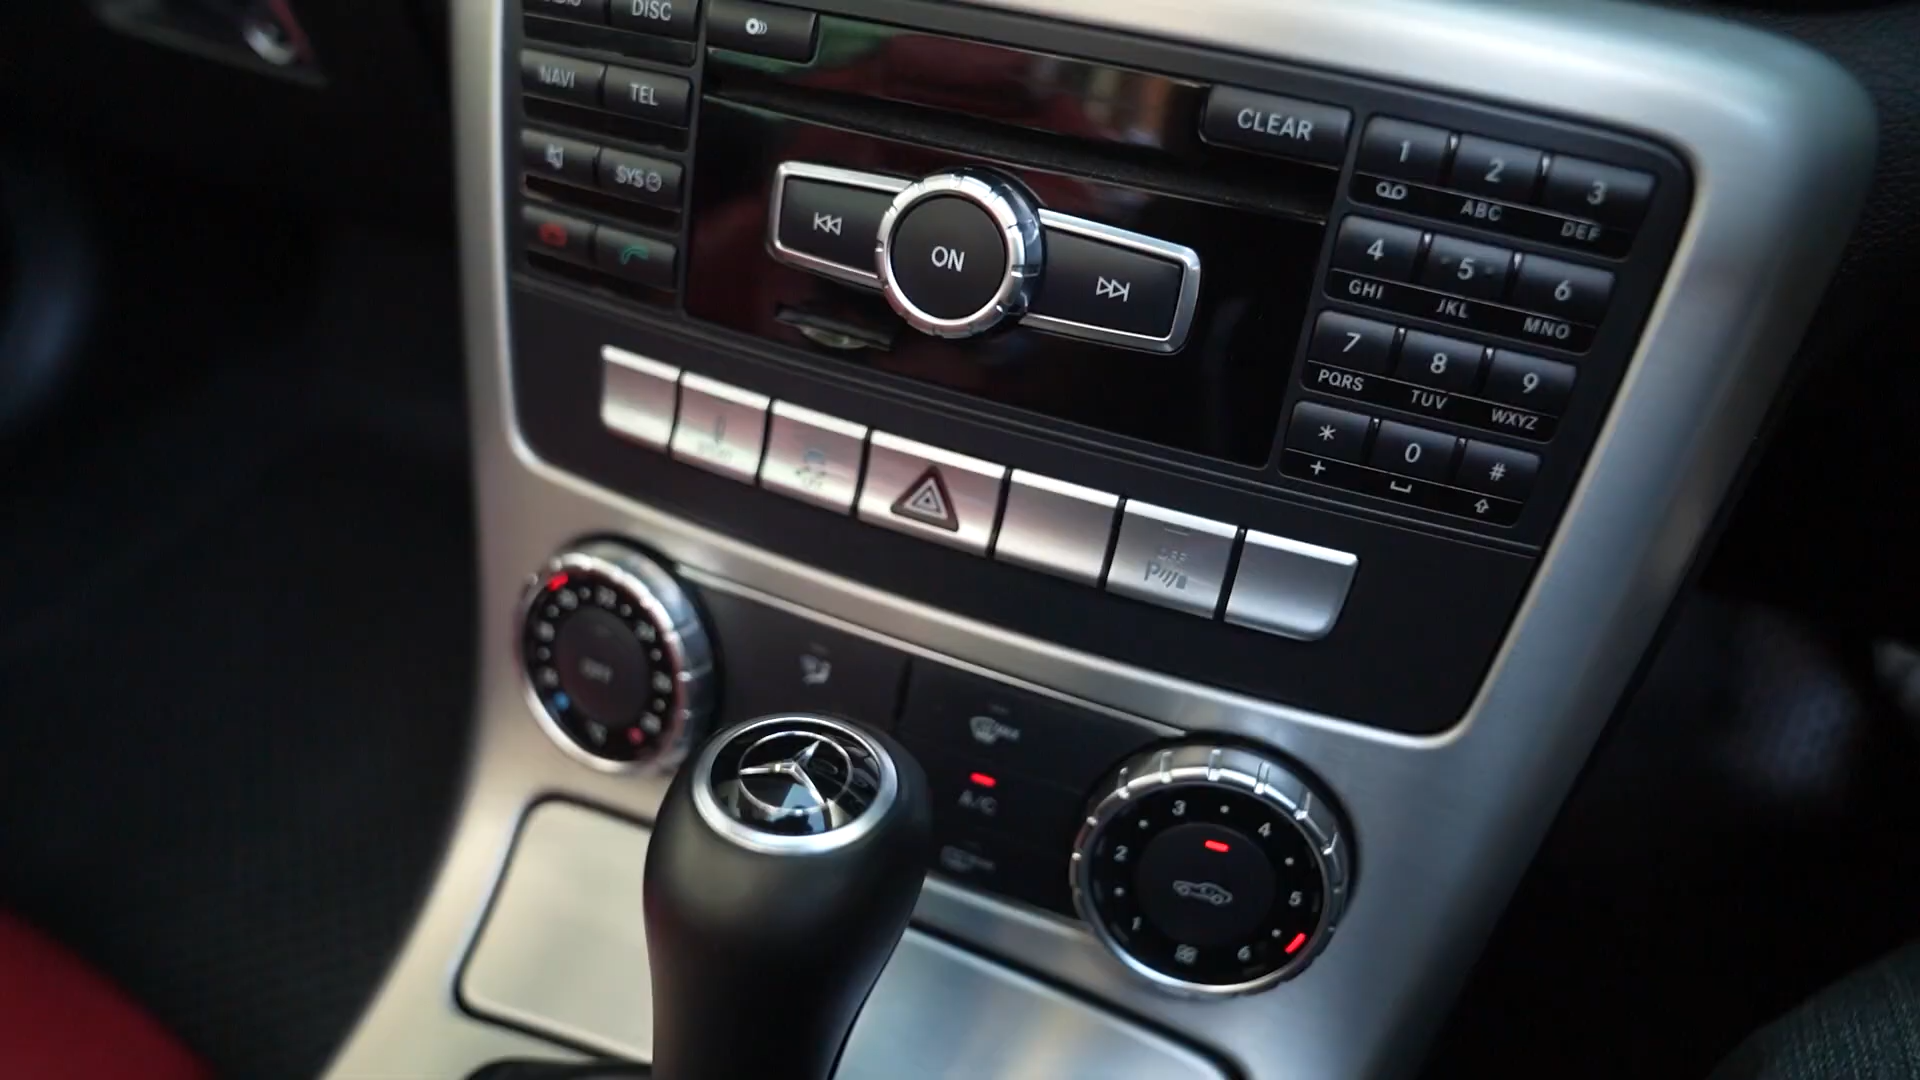 DISC
NAVI TEL
SYS
CLEAR
ON
1 2 3
ABC DEF
4 5 6
GHI JKL MNO
7 8 9
PQRS TUV WXYZ
* 0 #
+
OFF
P
A/C
3 4
2 5
1 6